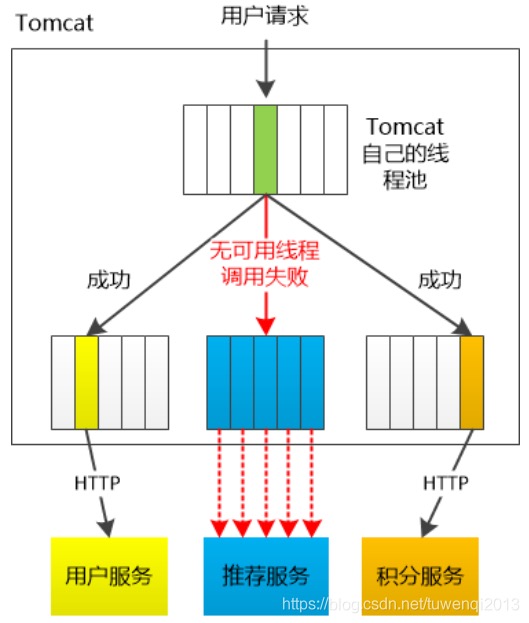 Tomcat
用户请求
Tomcat
自己的线
程池
无可用线程
调用失败
成功
成功
HTTP
HTTP
用户服务
推荐服务
积分服务
https://blog.csdn.net/tuwenqi2013